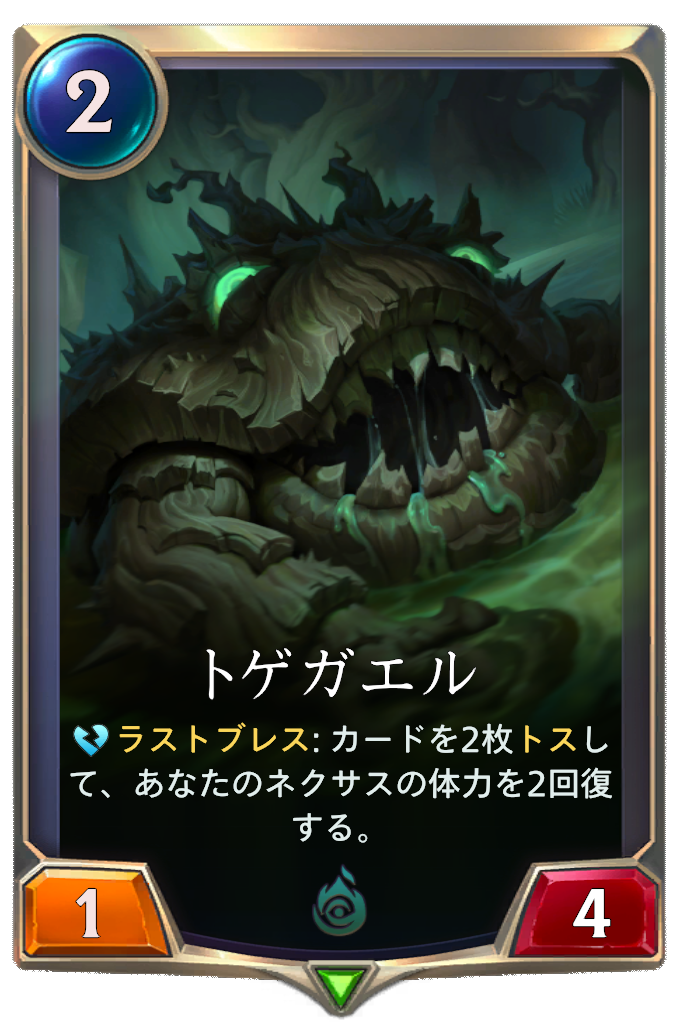 2
トゲガエル
ラストブレス: カードを2枚トスし
て、あなたのネクサスの体力を2回復
する。
1
4